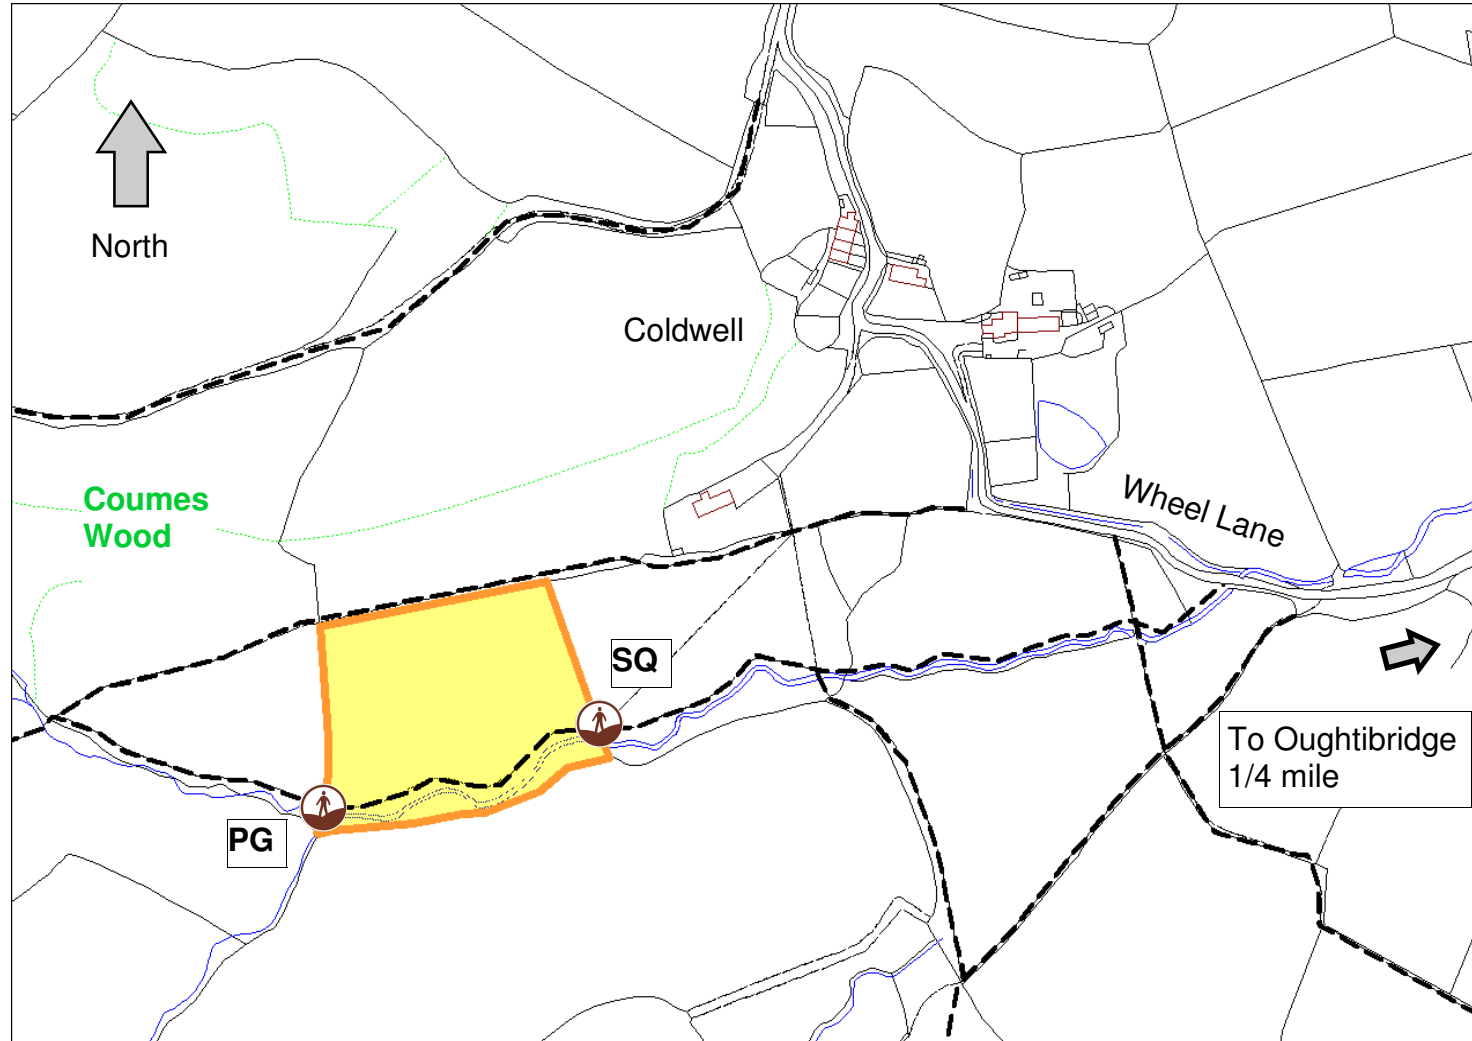 North
Coldwell
Coumes
Wood
Wheel Lane
SQ
To Oughtibridge
1/4 mile
PG